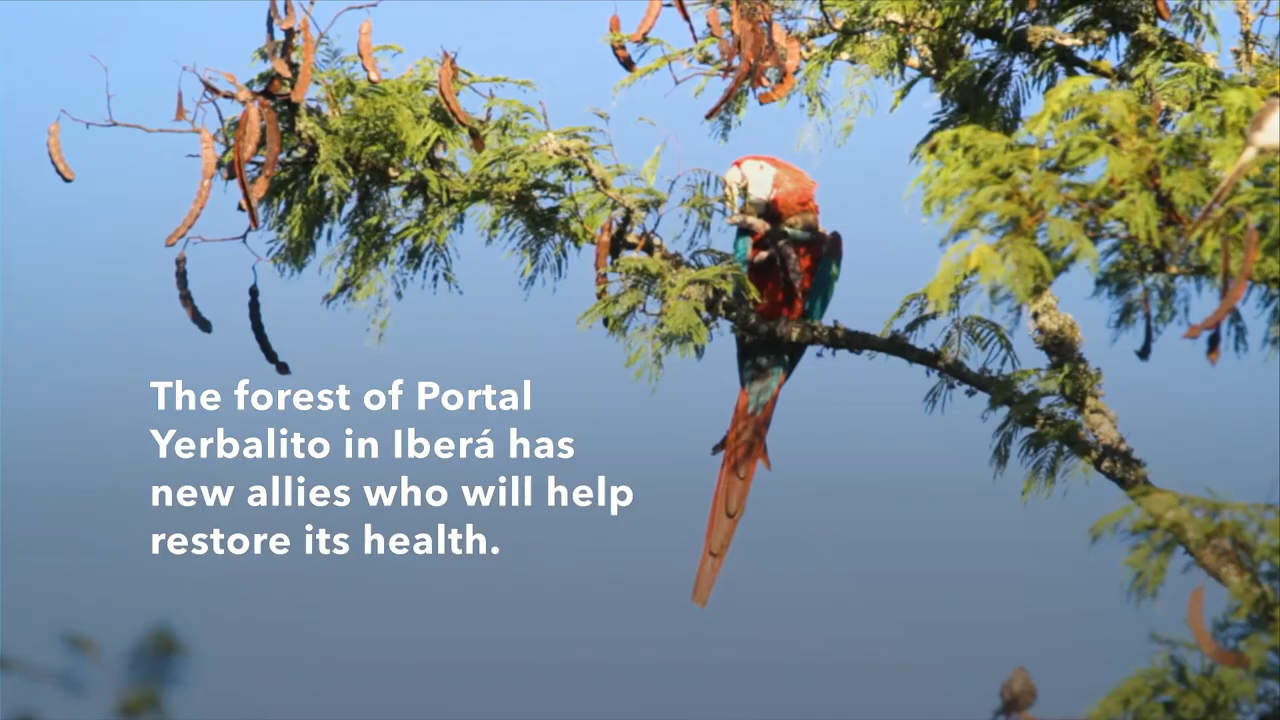 The forest of Portal
Yerbalito in Iberá has
new allies who will help
restore its health.